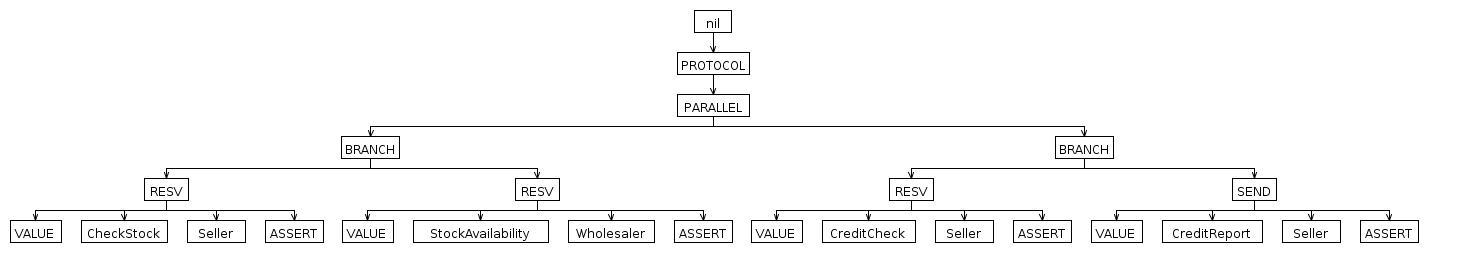 nil
PROTOCOL
PARALLEL
BRANCH BRANCH
RESV RESV RESV SEND
VALUE CheckStock Seller ASSERT VALUE StockAvailability Wholesaler ASSERT VALUE CreditCheck Seller ASSERT VALUE CreditReport Seller ASSERT